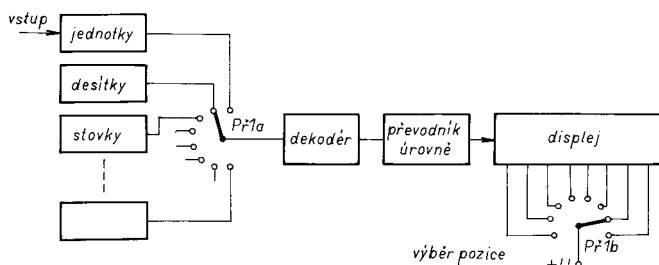 vstup
jednotky
desítky
stovky
Př1a
dekodér
převodník
úrovně
displej
Př1b
výběr pozice
+U